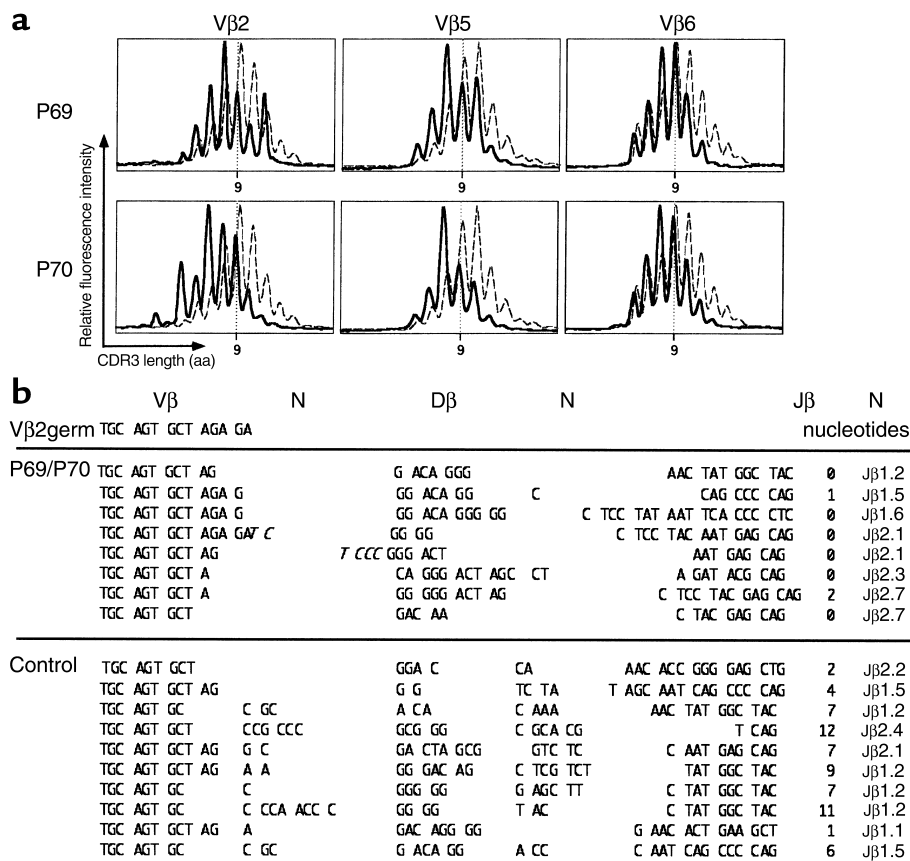 a
Vβ2 Vβ5 Vβ6
P69
9 9 9
P70
9 9 9
Relative fluorescence intensity
CDR3 length (aa)
b
Vβ N Dβ N Jβ N
Vβ2germ TGC AGT GCT AGA GA nucleotides
P69/P70 TGC AGT GCT AG G ACA GGG AAC TAT GGC TAC 0 Jβ1.2
TGC AGT GCT AGA G GG ACA GG C CAG CCC CAG 1 Jβ1.5
TGC AGT GCT AGA G GG ACA GGG GG C TCC TAT AAT TCA CCC CTC 0 Jβ1.6
TGC AGT GCT AGA GATC GG GG C TCC TAC AAT GAG CAG 0 Jβ2.1
TGC AGT GCT AG T CCC GGG ACT AAT GAG CAG 0 Jβ2.1
TGC AGT GCT A CA GGG ACT AGC CT A GAT ACG CAG 0 Jβ2.3
TGC AGT GCT A GG GGG ACT AG C TCC TAC GAG CAG 2 Jβ2.7
TGC AGT GCT GAC AA C TAC GAG CAG 0 Jβ2.7
Control TGC AGT GCT GGA C CA AAC ACC GGG GAG CTG 2 Jβ2.2
TGC AGT GCT AG G G TC TA T AGC AAT CAG CCC CAG 4 Jβ1.5
TGC AGT GC C GC A CA C AAA AAC TAT GGC TAC 7 Jβ1.2
TGC AGT GCT CCG CCC GCG GG C GCA CG T CAG 12 Jβ2.4
TGC AGT GCT AG G C GA CTA GCG GTC TC C AAT GAG CAG 7 Jβ2.1
TGC AGT GCT AG A A GG GAC AG C TCG TCT TAT GGC TAC 9 Jβ1.2
TGC AGT GC C GGG GG G AGC TT C TAT GGC TAC 7 Jβ1.2
TGC AGT GC C CCA ACC C GG GG T AC C TAT GGC TAC 11 Jβ1.2
TGC AGT GCT AG A GAC AGG GG G AAC ACT GAA GCT 1 Jβ1.1
TGC AGT GC C GC G ACA GG A CC C AAT CAG CCC CAG 6 Jβ1.5